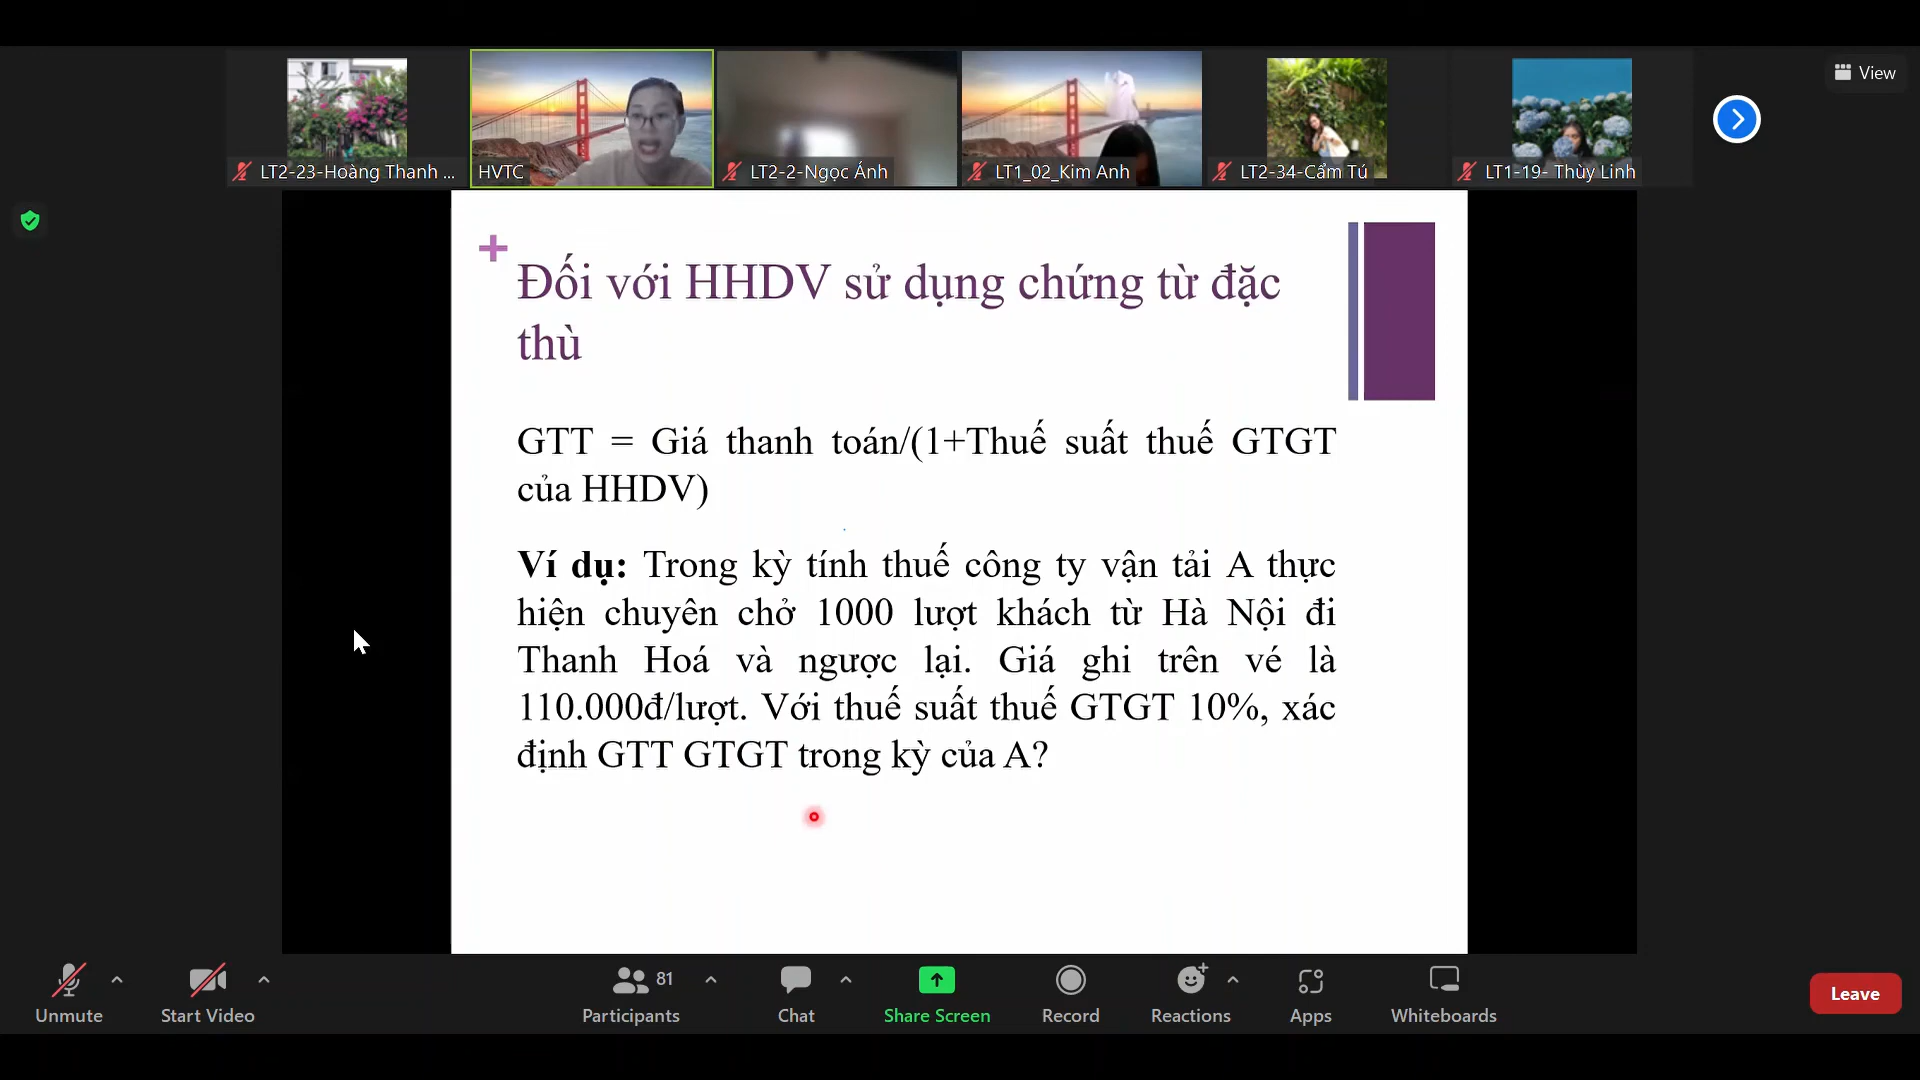 View
LT2-23-Hoàng Thanh ...
HVTC
LT2-2-Ngọc Ánh
LT1_02_Kim Anh
LT2-34-Cẩm Tú
LT1-19- Thùy Linh
Đối với HHDV sử dụng chứng từ đặc
thù
GTT = Giá thanh toán/(1+Thuế suất thuế GTGT
của HHDV)
Ví dụ: Trong kỳ tính thuế công ty vận tải A thực
hiện chuyên chở 1000 lượt khách từ Hà Nội đi
Thanh Hoá và ngược lại. Giá ghi trên vé là
110.000đ/lượt. Với thuế suất thuế GTGT 10%, xác
định GTT GTGT trong kỳ của A?
Unmute
Start Video
81
Participants
Chat
Share Screen
Record
Reactions
Apps
Whiteboards
Leave